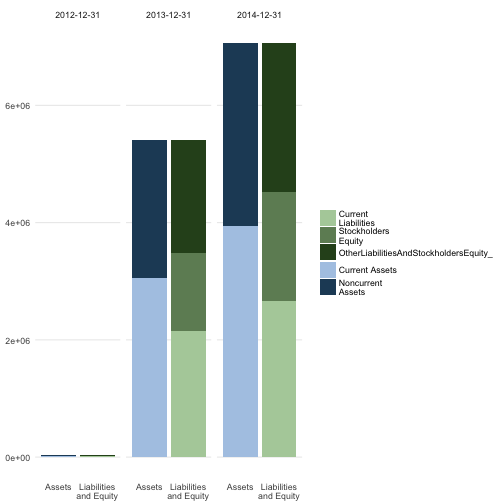 2012-12-31
2013-12-31
2014-12-31
6e+06
4e+06
2e+06
0e+00
Current
Liabilities
Stockholders
Equity
OtherLiabilitiesAndStockholdersEquity_
Current Assets
Noncurrent
Assets
Assets
Liabilities
and Equity
Assets
Liabilities
and Equity
Assets
Liabilities
and Equity